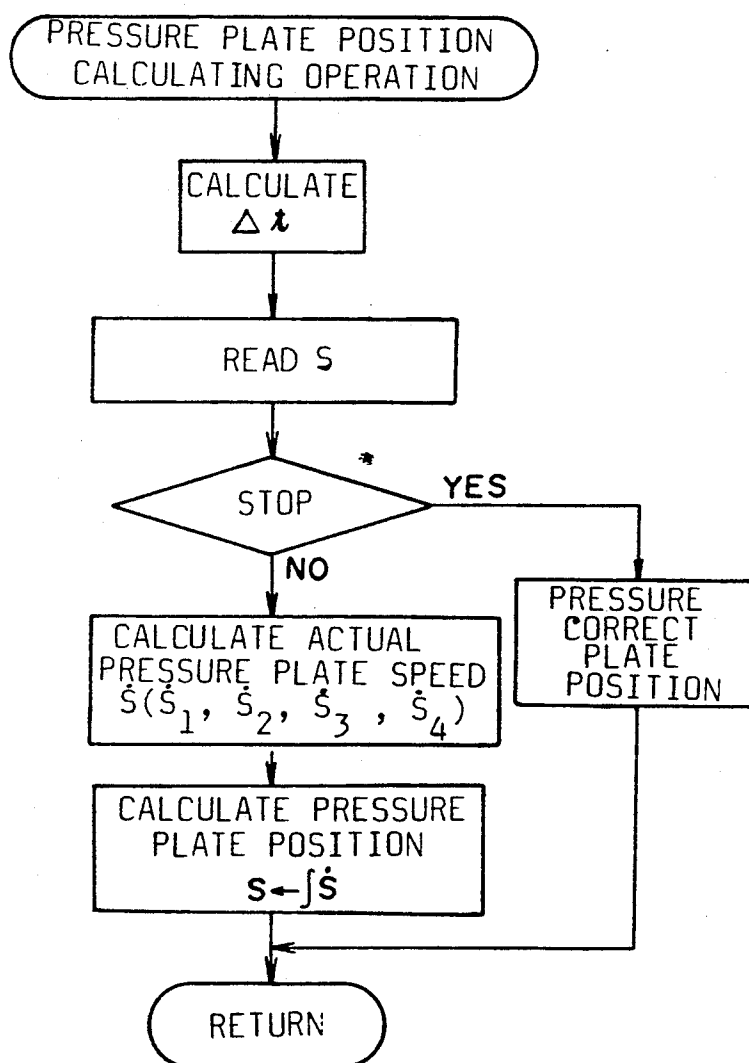 PRESSURE PLATE POSITION
CALCULATING OPERATION
CALCULATE
Δt
READ S
*
STOP
YES
NO
PRESSURE
CORRECT
PLATE
POSITION
CALCULATE ACTUAL
PRESSURE PLATE SPEED
Ṡ(Ṡ₁, Ṡ₂, Ṡ₃, Ṡ₄)
CALCULATE PRESSURE
PLATE POSITION
S←∫Ṡ
RETURN